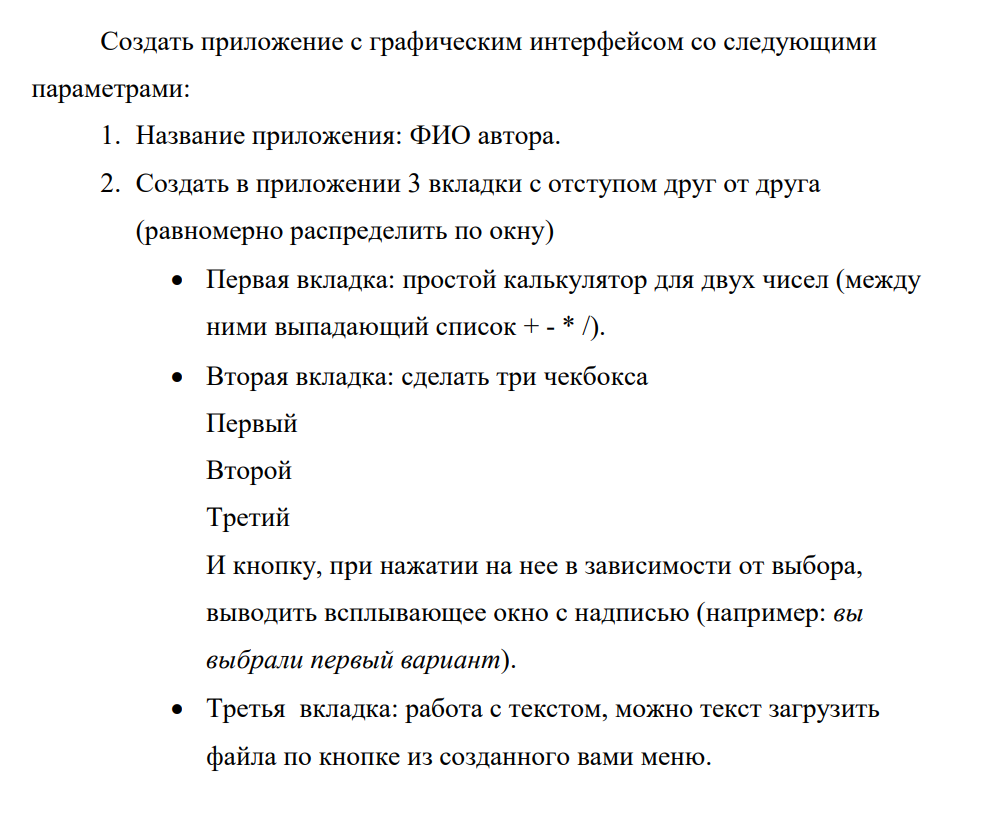 Создать приложение с графическим интерфейсом со следующими
параметрами:
1. Название приложения: ФИО автора.
2. Создать в приложении 3 вкладки с отступом друг от друга
(равномерно распределить по окну)
• Первая вкладка: простой калькулятор для двух чисел (между
ними выпадающий список + - * /).
• Вторая вкладка: сделать три чекбокса
Первый
Второй
Третий
И кнопку, при нажатии на нее в зависимости от выбора,
выводить всплывающее окно с надписью (например: вы
выбрали первый вариант).
• Третья  вкладка: работа с текстом, можно текст загрузить
файла по кнопке из созданного вами меню.